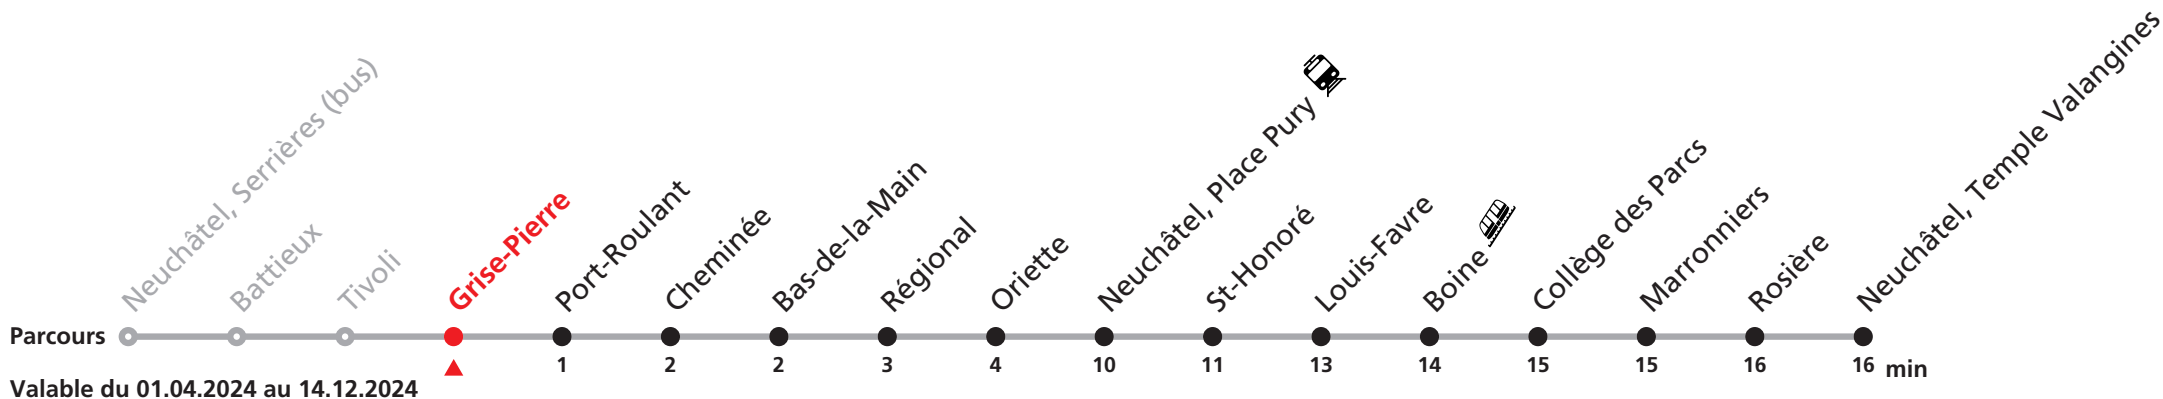 Neuchâtel, Serrières (bus)
Battieux
Tivoli
Grise-Pierre
Port-Roulant
Cheminée
Bas-de-la-Main
Régional
Oriette
Neuchâtel, Place Pury
St-Honoré
Louis-Favre
Boine
Collège des Parcs
Marronniers
Rosière
Neuchâtel, Temple Valangines
Parcours
1 2 2 3 4 10 11 13 14 15 15 16 16 min
Valable du 01.04.2024 au 14.12.2024